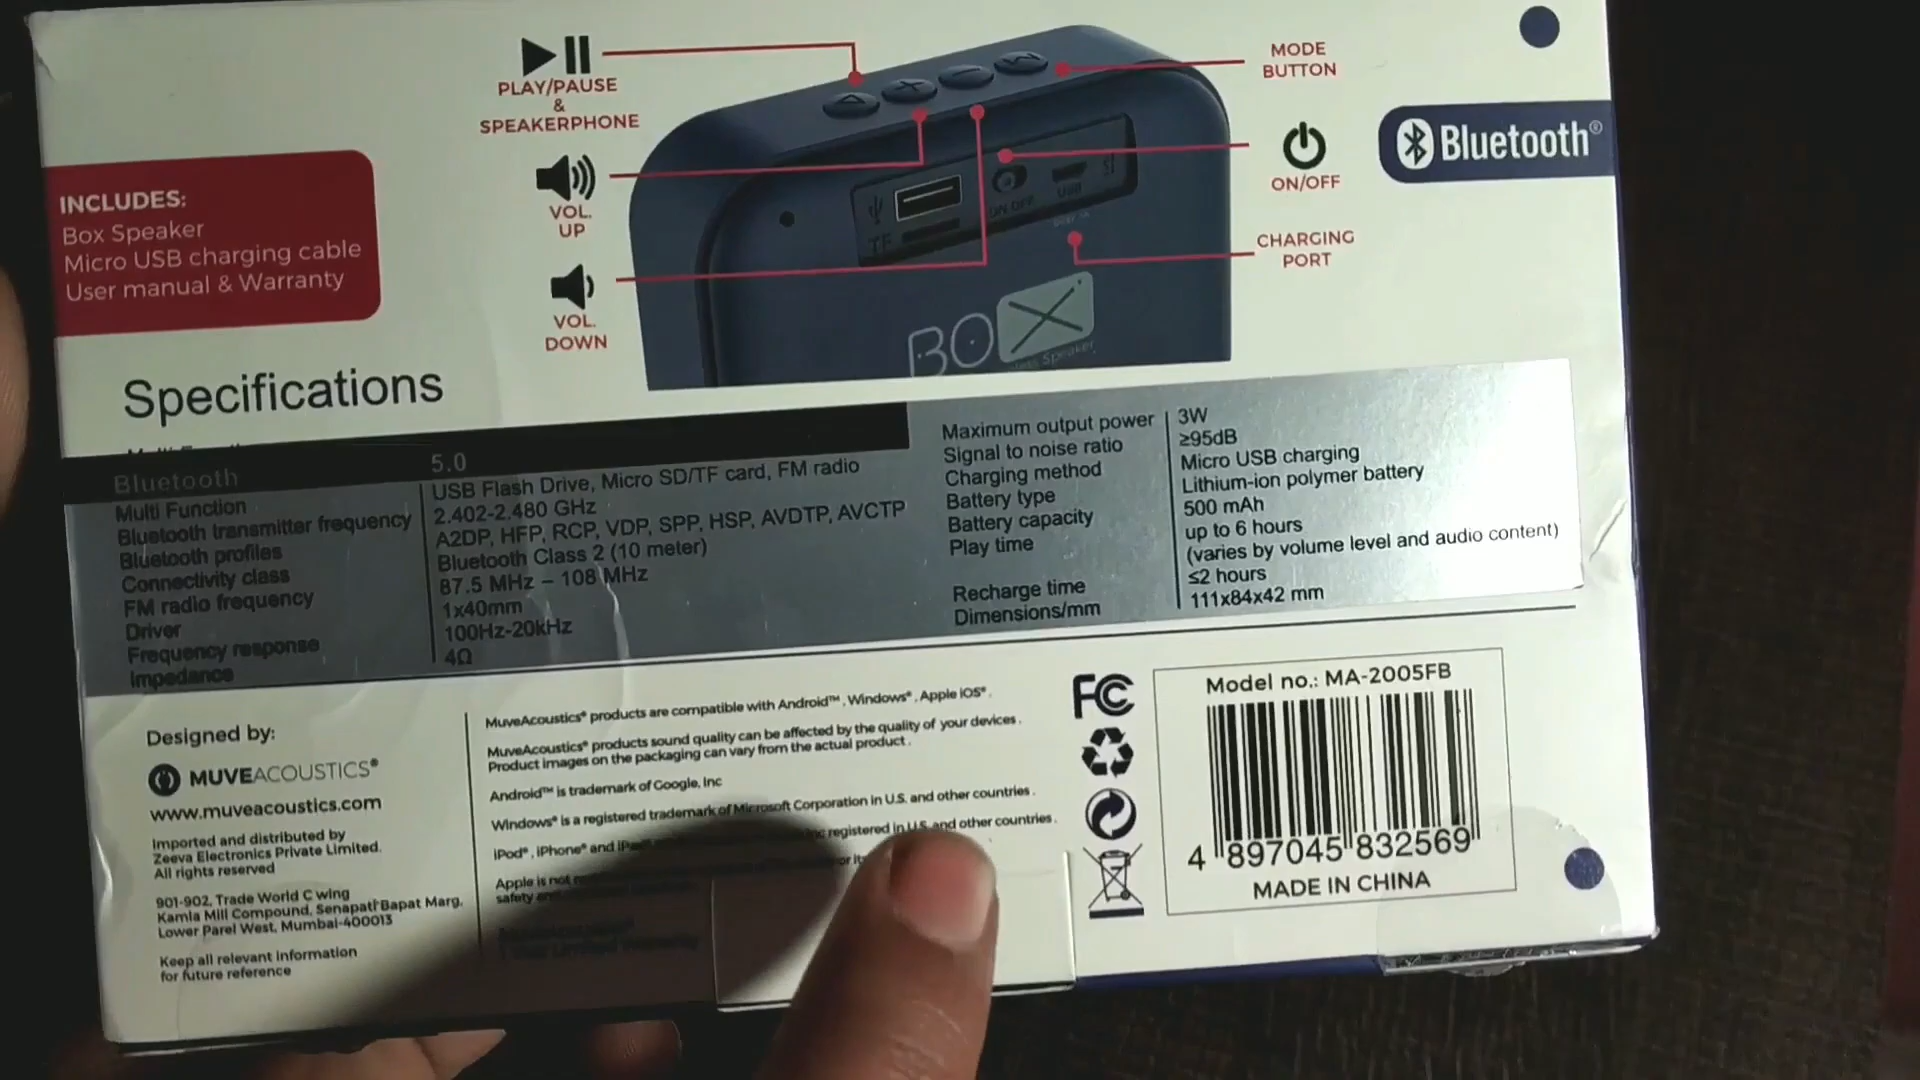 PLAY/PAUSE
&
SPEAKERPHONE
VOL.
UP
VOL.
DOWN
MODE
BUTTON
ON/OFF
CHARGING
PORT
Bluetooth®
TF
ON-OFF
USB
BOX
Speaker
INCLUDES:
Box Speaker
Micro USB charging cable
User manual & Warranty
Specifications
Bluetooth 5.0
Multi Function USB Flash Drive, Micro SD/TF card, FM radio
Bluetooth transmitter frequency 2.402-2.480 GHz
Bluetooth profiles A2DP, HFP, RCP, VDP, SPP, HSP, AVDTP, AVCTP
Connectivity class Bluetooth Class 2 (10 meter)
FM radio frequency 87.5 MHz – 108 MHz
Driver 1x40mm
Frequency response 100Hz-20kHz
Impedance 4Ω
Maximum output power 3W
Signal to noise ratio ≥95dB
Charging method Micro USB charging
Battery type Lithium-ion polymer battery
Battery capacity 500 mAh
Play time up to 6 hours
(varies by volume level and audio content)
Recharge time ≤2 hours
Dimensions/mm 111x84x42 mm
Designed by:
MUVEACOUSTICS®
www.muveacoustics.com
Imported and distributed by
Zeeva Electronics Private Limited.
All rights reserved
901-902, Trade World C wing
Kamla Mill Compound, Senapati Bapat Marg,
Lower Parel West, Mumbai-400013
Keep all relevant information
for future reference
MuveAcoustics® products are compatible with Android™, Windows®, Apple iOS®.
MuveAcoustics® products sound quality can be affected by the quality of your devices.
Product images on the packaging can vary from the actual product.
Android™ is trademark of Google, Inc
Windows® is a registered trademark of Microsoft Corporation in U.S. and other countries.
iPod®, iPhone® and registered in U.S. and other countries.
Apple is not
safety
FC
Model no.: MA-2005FB
4 897045 832569
MADE IN CHINA